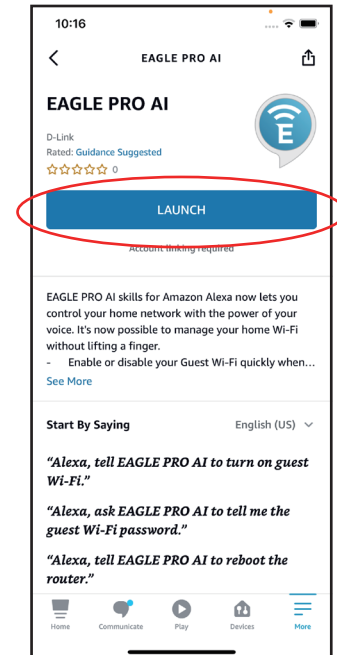 10:16
EAGLE PRO AI
EAGLE PRO AI
D-Link
Rated: Guidance Suggested
0
E
LAUNCH
Account linking required
EAGLE PRO AI skills for Amazon Alexa now lets you
control your home network with the power of your
voice. It's now possible to manage your home Wi-Fi
without lifting a finger.
- Enable or disable your Guest Wi-Fi quickly when...
See More
Start By Saying
English (US)
“Alexa, tell EAGLE PRO AI to turn on guest
Wi-Fi.”
“Alexa, ask EAGLE PRO AI to tell me the
guest Wi-Fi password.”
“Alexa, tell EAGLE PRO AI to reboot the
router.”
Home
Communicate
Play
Devices
More